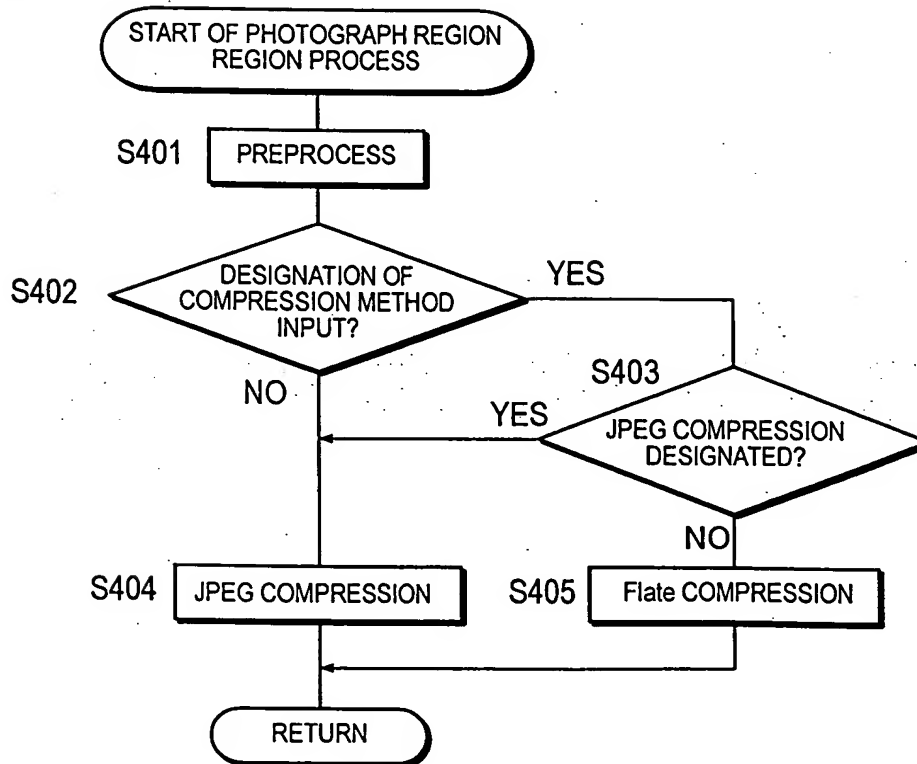 START OF PHOTOGRAPH REGION
REGION PROCESS
S401
PREPROCESS
S402
DESIGNATION OF
COMPRESSION METHOD
INPUT?
YES
NO
S403
YES
JPEG COMPRESSION
DESIGNATED?
NO
S404
JPEG COMPRESSION
S405
Flate COMPRESSION
RETURN